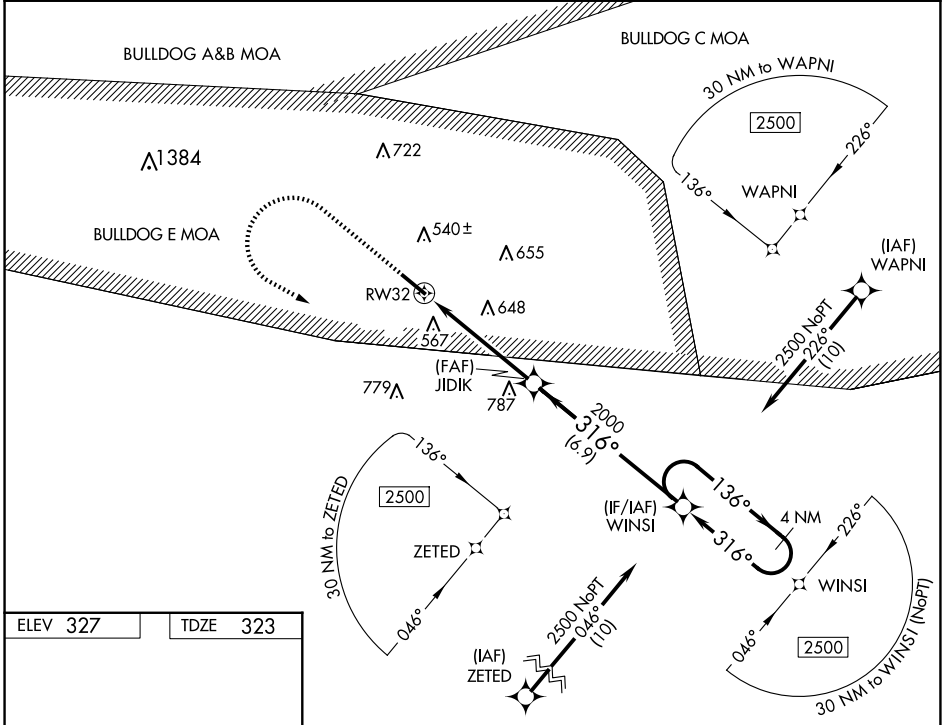 BULLDOG A&B MOA
BULLDOG C MOA
30 NM to WAPNI
2500
226°
136°
WAPNI
1384
722
BULLDOG E MOA
540±
655
(IAF)
WAPNI
RW32
648
567
2500 NoPT
226°
(10)
(FAF)
JIDIK
779
787
2000
316°
(6.9)
136°
2500
30 NM to ZETED
ZETED
046°
(IF/IAF)
WINSI
136°
4 NM
316°
226°
WINSI
046°
2500
30 NM to WINSI (NoPT)
2500 NoPT
046°
(10)
(IAF)
ZETED
ELEV 327
TDZE 323